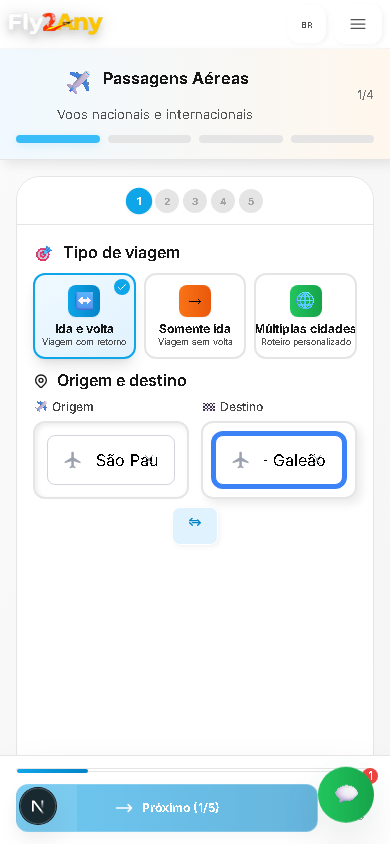 Fly2Any
BR
Passagens Aéreas
Voos nacionais e internacionais
1/4
1 2 3 4 5
Tipo de viagem
Ida e volta
Viagem com retorno
Somente ida
Viagem sem volta
Múltiplas cidades
Roteiro personalizado
Origem e destino
Origem
Destino
São Pau
- Galeão
1
N
→ Próximo (1/5)